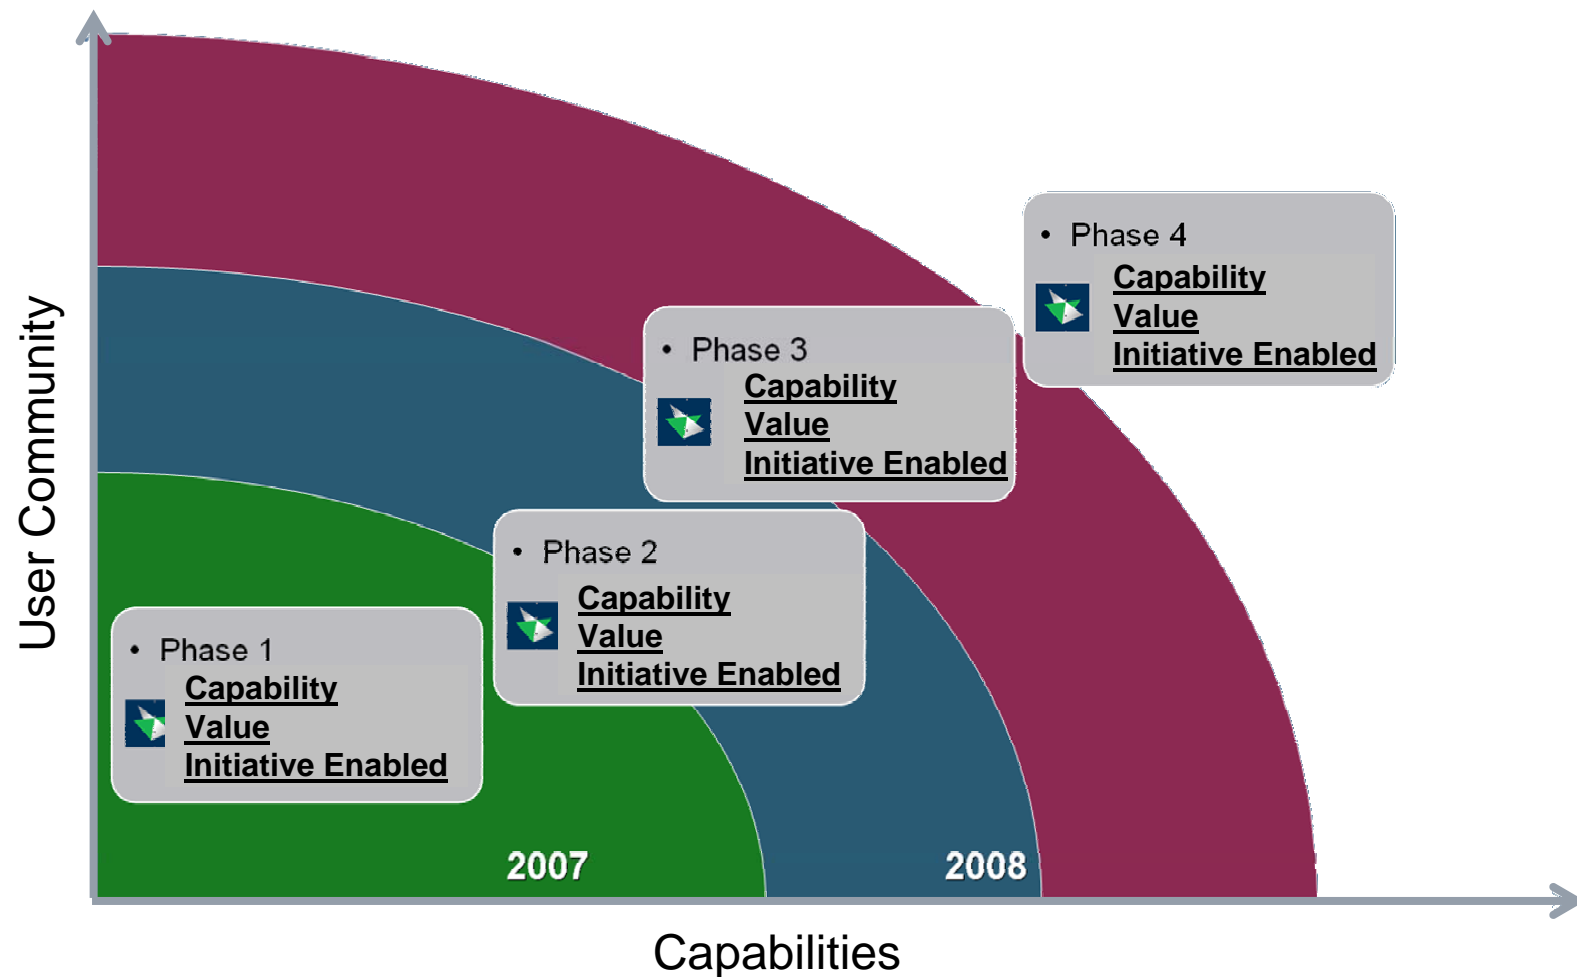 User Community
• Phase 4
Capability
Value
Initiative Enabled
• Phase 3
Capability
Value
Initiative Enabled
• Phase 2
Capability
Value
Initiative Enabled
• Phase 1
Capability
Value
Initiative Enabled
2007
2008
Capabilities